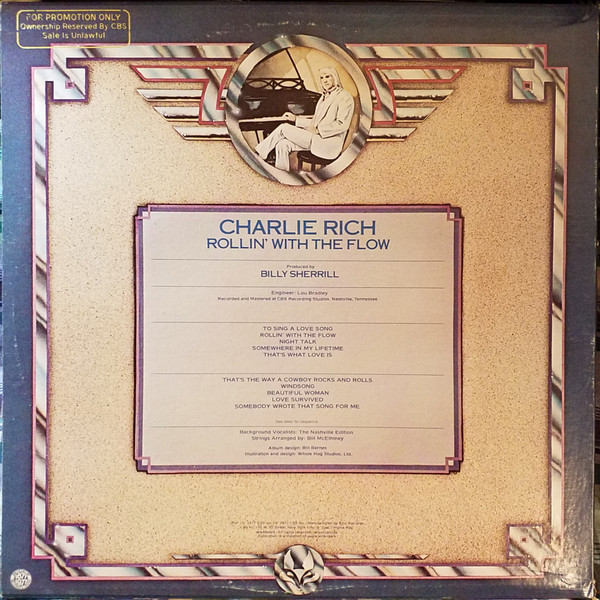 FOR PROMOTION ONLY
Ownership Reserved By CBS
Sale Is Unlawful
CHARLIE RICH
ROLLIN' WITH THE FLOW
Produced by
BILLY SHERRILL
Engineer: Lou Bradley
Recorded and Mastered at CBS Recording Studios, Nashville, Tennessee
TO SING A LOVE SONG
ROLLIN' WITH THE FLOW
NIGHT TALK
SOMEWHERE IN MY LIFETIME
THAT'S WHAT LOVE IS
THAT'S THE WAY A COWBOY ROCKS AND ROLLS
WINDSONG
BEAUTIFUL WOMAN
LOVE SURVIVED
SOMEBODY WROTE THAT SONG FOR ME
See label for sequence
Background Vocalists: The Nashville Edition
Strings Arranged by: Bill McElhiney
Album design: Bill Barnes
Illustration and design: Whole Hog Studios, Ltd.